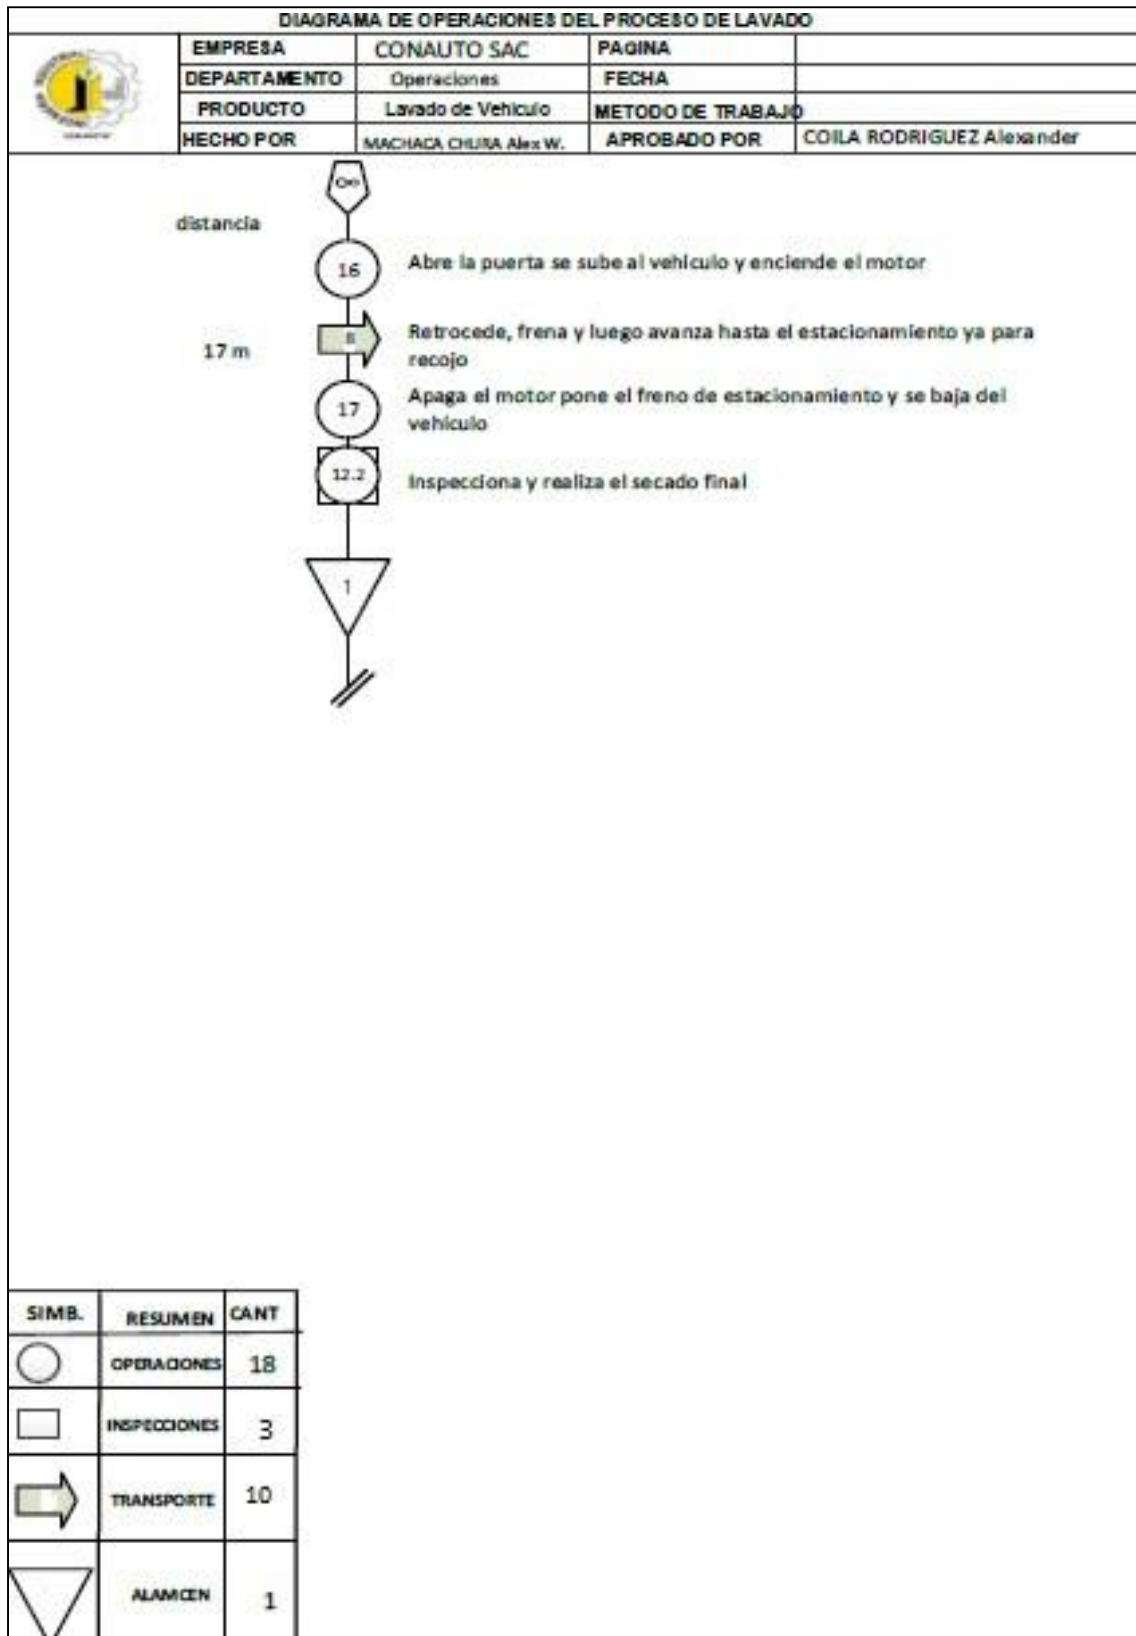 DIAGRAMA DE OPERACIONES DEL PROCESO DE LAVADO
EMPRESA CONAUTO SAC PAGINA
DEPARTAMENTO Operaciones FECHA
PRODUCTO Lavado de Vehiculo METODO DE TRABAJO
HECHO POR MACHACA CHURA Alex W. APROBADO POR COILA RODRIGUEZ Alexander
distancia
16 Abre la puerta se sube al vehiculo y enciende el motor
17 m 8 Retrocede, frena y luego avanza hasta el estacionamiento ya para
recojo
17 Apaga el motor pone el freno de estacionamiento y se baja del
vehiculo
12.2 Inspecciona y realiza el secado final
1
SIMB. RESUMEN CANT
OPERACIONES 18
INSPECCIONES 3
TRANSPORTE 10
ALAMCEN 1